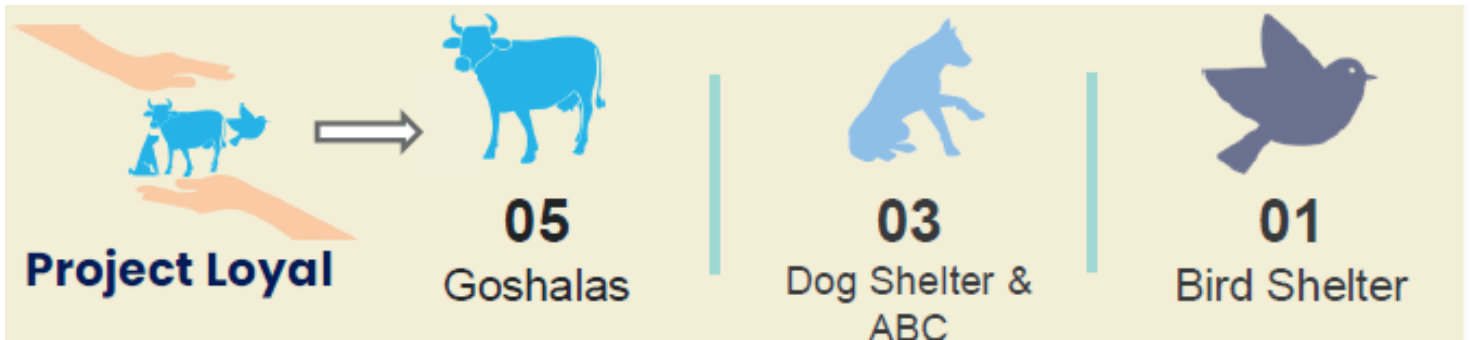 Project Loyal
05
Goshalas
03
Dog Shelter &
ABC
01
Bird Shelter